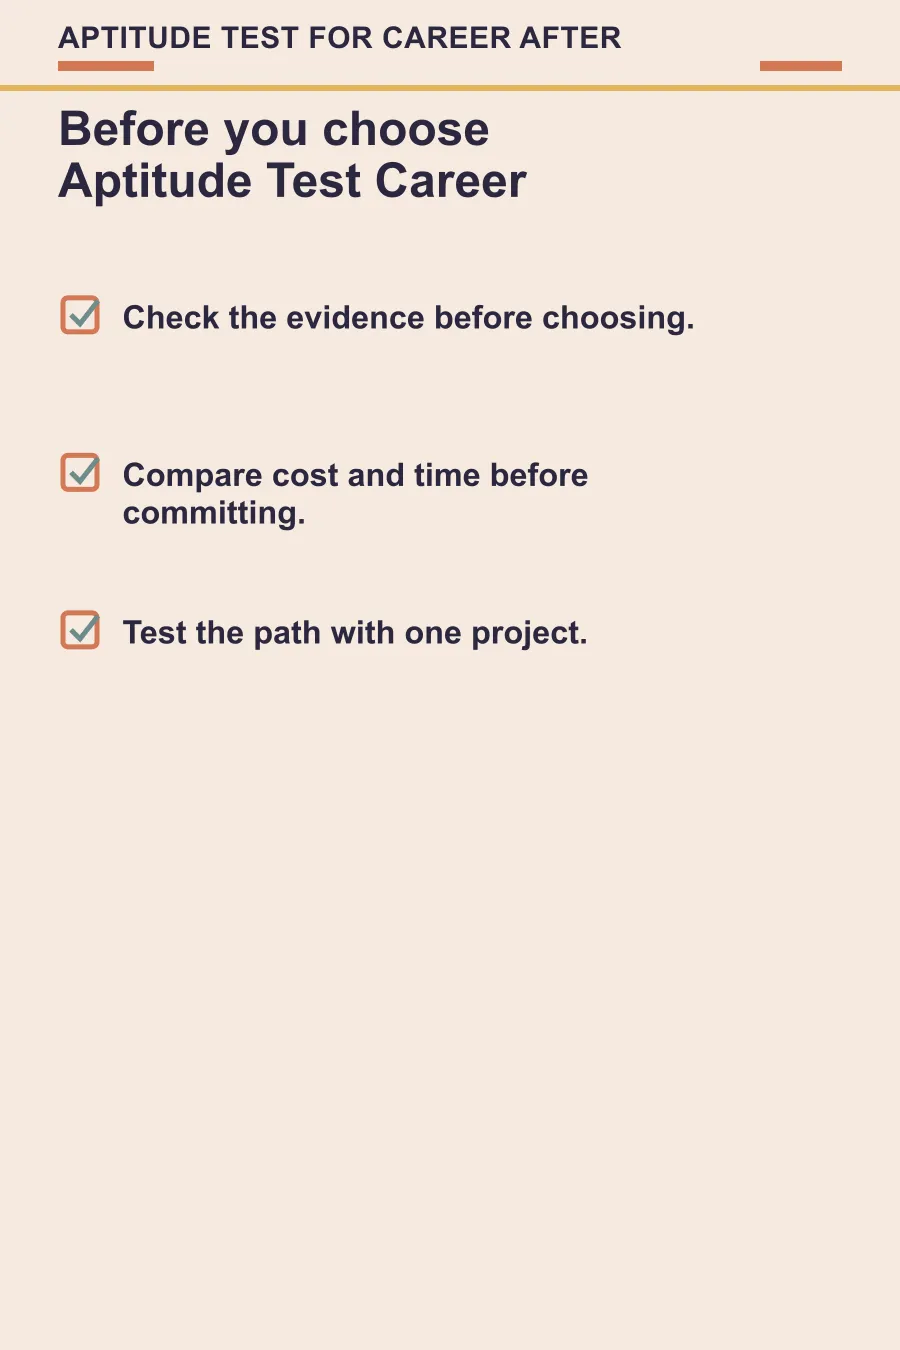 APTITUDE TEST FOR CAREER AFTER
Before you choose
Aptitude Test Career
Check the evidence before choosing.
Compare cost and time before
committing.
Test the path with one project.